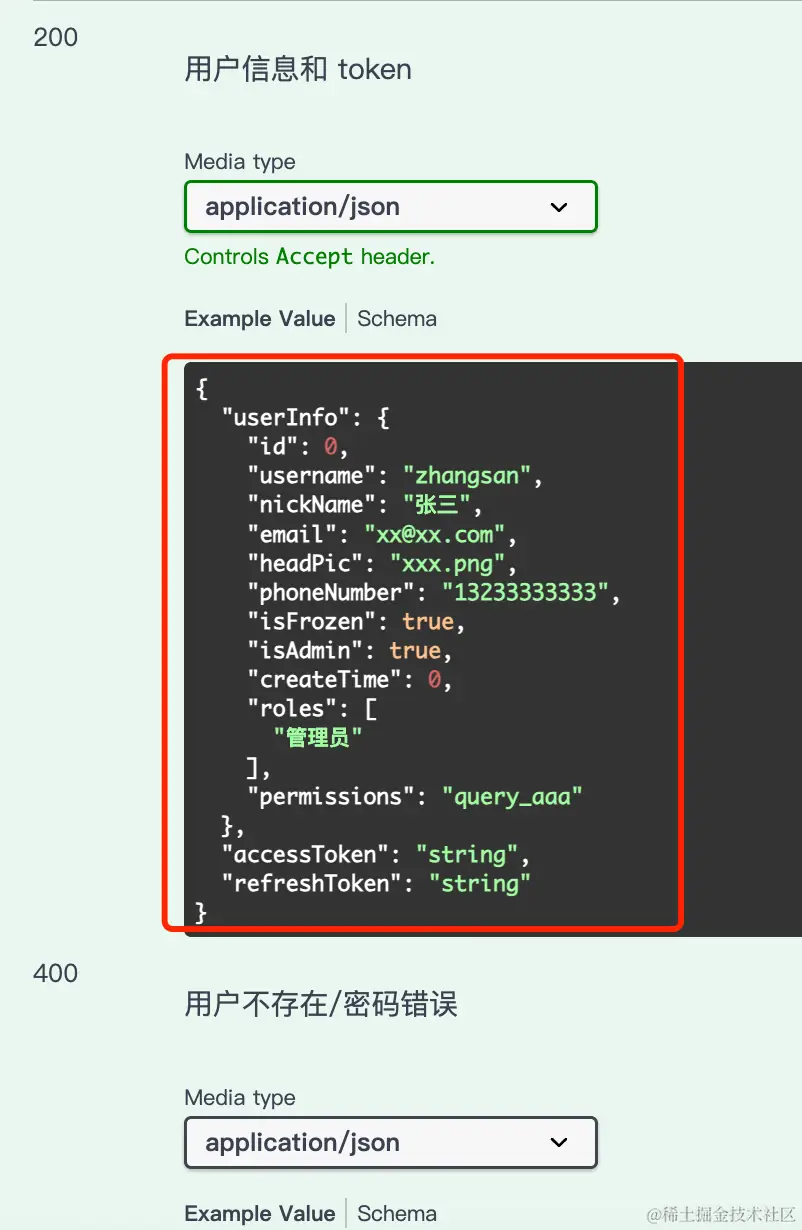 200
用户信息和 token
Media type
application/json
Controls Accept header.
Example Value | Schema
{
  "userInfo": {
    "id": 0,
    "username": "zhangsan",
    "nickName": "张三",
    "email": "xx@xx.com",
    "headPic": "xxx.png",
    "phoneNumber": "13233333333",
    "isFrozen": true,
    "isAdmin": true,
    "createTime": 0,
    "roles": [
      "管理员"
    ],
    "permissions": "query_aaa"
  },
  "accessToken": "string",
  "refreshToken": "string"
}
400
用户不存在/密码错误
Media type
application/json
Example Value | Schema
@稀土掘金技术社区